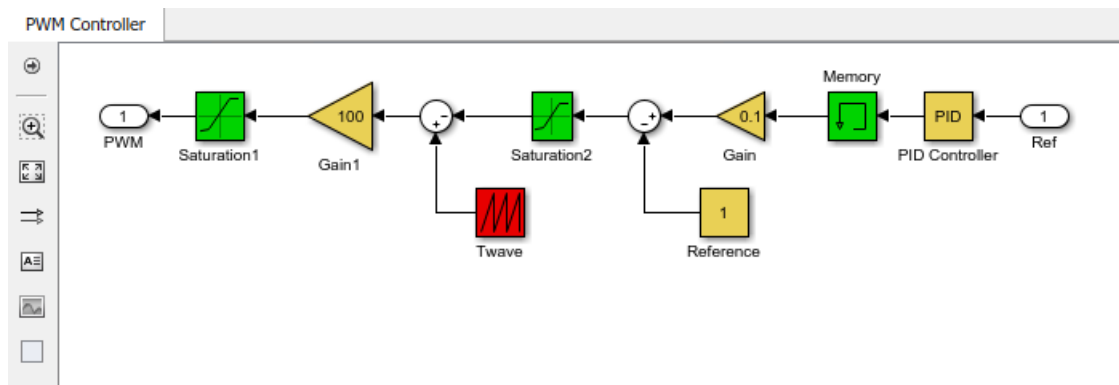 PWM Controller
Memory
1
100
0.1
PID
1
PWM
Saturation1
Gain1
Saturation2
Gain
PID Controller
Ref
1
Twave
Reference
A